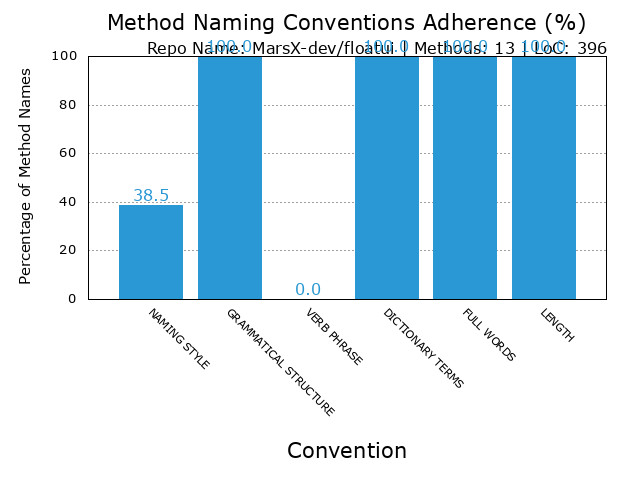 Method Naming Conventions Adherence (%)
Repo Name: MarsX-dev/floatui | Methods: 13 | LoC: 396
Percentage of Method Names
100
80
60
40
20
0
38.5
100.0
0.0
100.0
100.0
100.0
NAMING STYLE
GRAMMATICAL STRUCTURE
VERB PHRASE
DICTIONARY TERMS
FULL WORDS
LENGTH
Convention